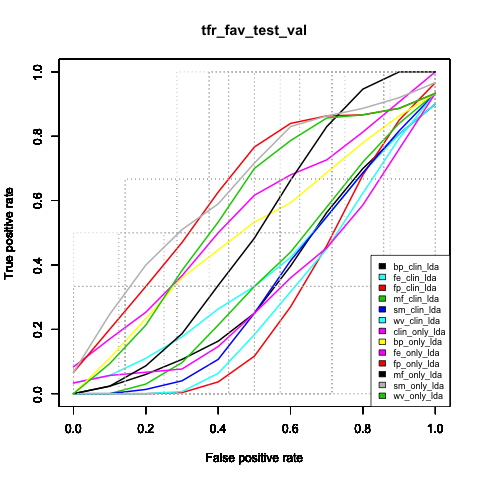 tfr_fav_test_val
True positive rate
1.0
0.8
0.6
0.4
0.2
0.0
bp_clin_lda
fe_clin_lda
fp_clin_lda
mf_clin_lda
sm_clin_lda
wv_clin_lda
clin_only_lda
bp_only_lda
fe_only_lda
fp_only_lda
mf_only_lda
sm_only_lda
wv_only_lda
0.0 0.2 0.4 0.6 0.8 1.0
False positive rate